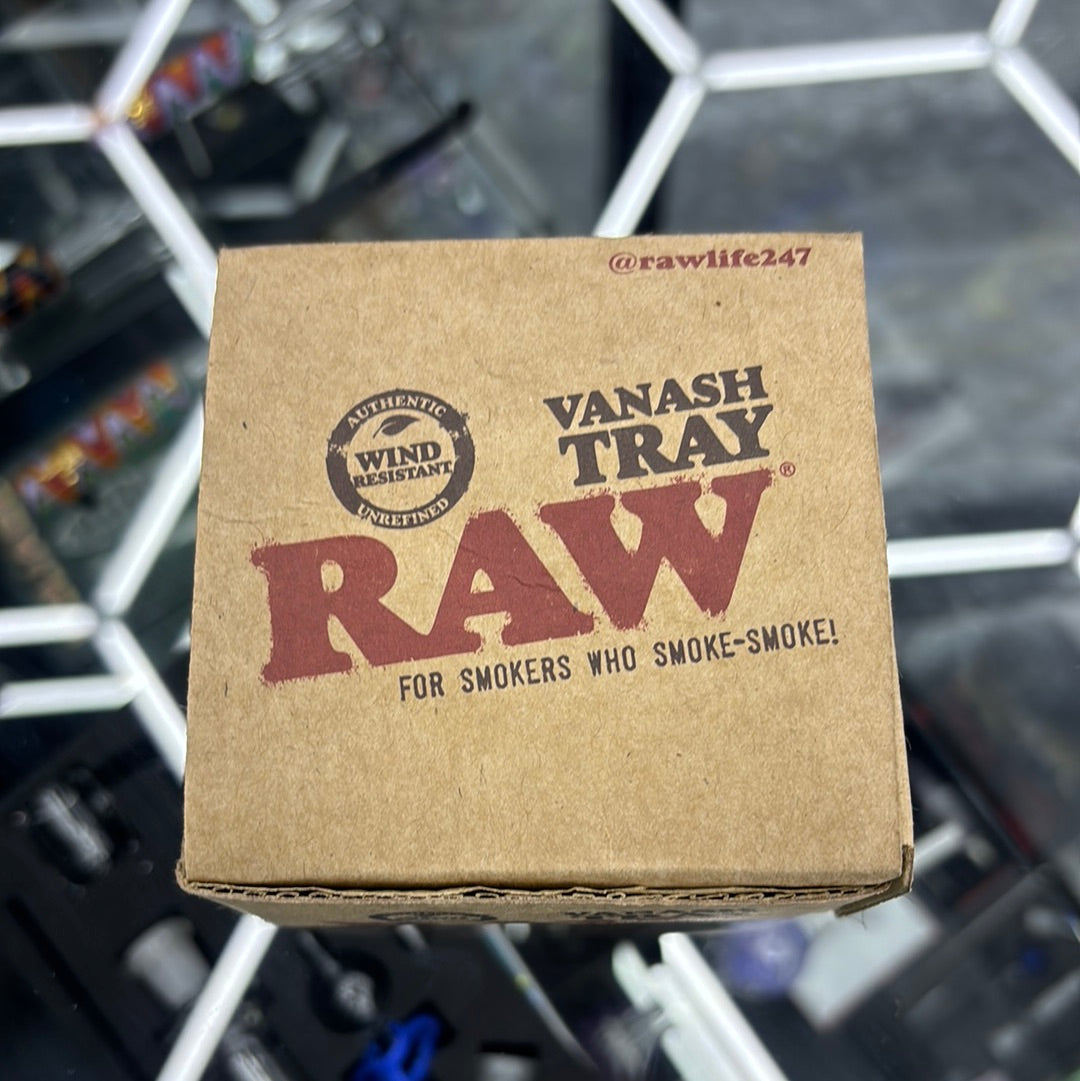 @rawlife247
AUTHENTIC
WIND
RESISTANT
UNREFINED
VANASH
TRAY
RAW®
FOR SMOKERS WHO SMOKE-SMOKE!